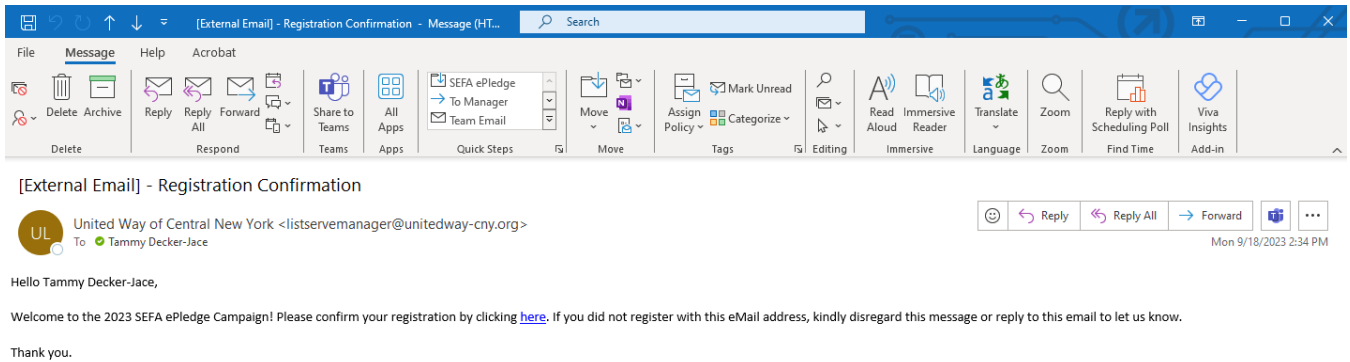 [External Email] - Registration Confirmation - Message (HT... Search
File Message Help Acrobat
Delete Archive Reply Reply All Forward Share to Teams All Apps
SEFA ePledge
To Manager
Team Email
Move Assign Policy Mark Unread Categorize Read Aloud Immersive Reader Translate Zoom Reply with Scheduling Poll Viva Insights
Delete Respond Teams Apps Quick Steps Move Tags Editing Immersive Language Zoom Find Time Add-in
[External Email] - Registration Confirmation
UL United Way of Central New York <listservemanager@unitedway-cny.org> Reply Reply All Forward
To Tammy Decker-Jace Mon 9/18/2023 2:34 PM
Hello Tammy Decker-Jace,
Welcome to the 2023 SEFA ePledge Campaign! Please confirm your registration by clicking here. If you did not register with this eMail address, kindly disregard this message or reply to this email to let us know.
Thank you.